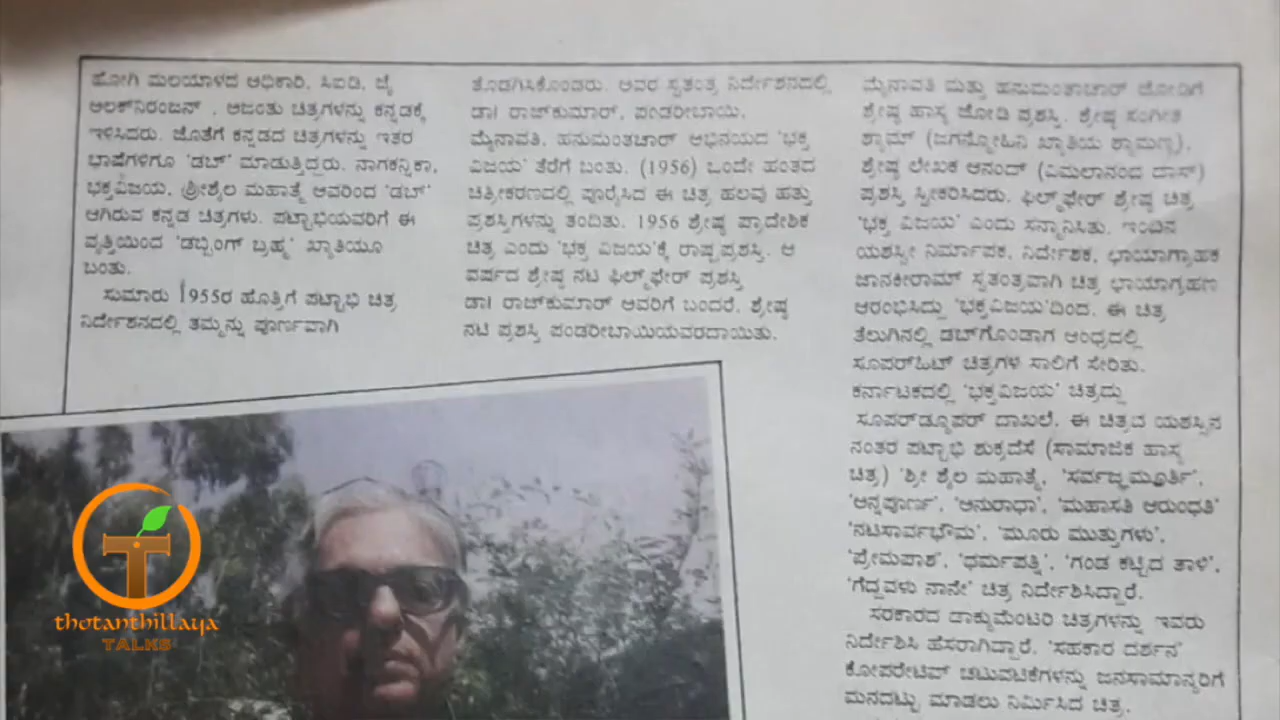 ಹೋಗಿ ಮಲಯಾಳದ ಅಧಿಕಾರಿ, ಸಿಐಡಿ, ಜೈ
ಅಲಕ್‌ನಿರಂಜನ್ . ಅಜಂತು ಚಿತ್ರಗಳನ್ನು ಕನ್ನಡಕ್ಕೆ
ಇಳಿಸಿದರು. ಜೊತೆಗೆ ಕನ್ನಡದ ಚಿತ್ರಗಳನ್ನು ಇತರ
ಭಾಷೆಗಳಿಗೂ 'ಡಬ್' ಮಾಡುತ್ತಿದ್ದರು. ನಾಗಕನ್ನಿಕಾ,
ಭಕ್ತವಿಜಯ, ಶ್ರೀಶೈಲ ಮಹಾತ್ಮೆ ಅವರಿಂದ 'ಡಬ್'
ಆಗಿರುವ ಕನ್ನಡ ಚಿತ್ರಗಳು. ಪಟ್ಟಾಭಿಯವರಿಗೆ ಈ
ವೃತ್ತಿಯಿಂದ 'ಡಬ್ಬಿಂಗ್ ಬ್ರಹ್ಮ' ಖ್ಯಾತಿಯೂ
ಬಂತು.
ಸುಮಾರು 1955ರ ಹೊತ್ತಿಗೆ ಪಟ್ಟಾಭಿ ಚಿತ್ರ
ನಿರ್ದೇಶನದಲ್ಲಿ ತಮ್ಮನ್ನು ಪೂರ್ಣವಾಗಿ
ತೊಡಗಿಸಿಕೊಂಡರು. ಅವರ ಸ್ವತಂತ್ರ ನಿರ್ದೇಶನದಲ್ಲಿ
ಡಾ। ರಾಜ್‌ಕುಮಾರ್, ಪಂಡರೀಬಾಯಿ,
ಮೈನಾವತಿ, ಹನುಮಂತಚಾರ್ ಅಭಿನಯದ 'ಭಕ್ತ
ವಿಜಯ' ತೆರೆಗೆ ಬಂತು. (1956) ಒಂದೇ ಹಂತದ
ಚಿತ್ರೀಕರಣದಲ್ಲಿ ಪೂರೈಸಿದ ಈ ಚಿತ್ರ ಹಲವು ಹತ್ತು
ಪ್ರಶಸ್ತಿಗಳನ್ನು ತಂದಿತು. 1956 ಶ್ರೇಷ್ಠ ಪ್ರಾದೇಶಿಕ
ಚಿತ್ರ ಎಂದು 'ಭಕ್ತ ವಿಜಯ'ಕ್ಕೆ ರಾಷ್ಟ್ರಪ್ರಶಸ್ತಿ. ಆ
ವರ್ಷದ ಶ್ರೇಷ್ಠ ನಟ ಫಿಲ್ಮ್‌ಫೇರ್ ಪ್ರಶಸ್ತಿ
ಡಾ। ರಾಜ್‌ಕುಮಾರ್ ಅವರಿಗೆ ಬಂದರೆ, ಶ್ರೇಷ್ಠ
ನಟಿ ಪ್ರಶಸ್ತಿ ಪಂಡರೀಬಾಯಿಯವರದಾಯಿತು.
ಮೈನಾವತಿ ಮತ್ತು ಹನುಮಂತಾಚಾರ್ ಜೋಡಿಗೆ
ಶ್ರೇಷ್ಠ ಹಾಸ್ಯ ಜೋಡಿ ಪ್ರಶಸ್ತಿ. ಶ್ರೇಷ್ಠ ಸಂಗೀತ
ಶ್ಯಾಮ್ (ಜಗನ್ಮೋಹಿನಿ ಖ್ಯಾತಿಯ ಶ್ಯಾಮಣ್ಣ),
ಶ್ರೇಷ್ಠ ಲೇಖಕ ಆನಂದ್ (ವಿಮಲಾನಂದ ದಾಸ್)
ಪ್ರಶಸ್ತಿ ಸ್ವೀಕರಿಸಿದರು. ಫಿಲ್ಮ್‌ಫೇರ್ ಶ್ರೇಷ್ಠ ಚಿತ್ರ
'ಭಕ್ತ ವಿಜಯ' ಎಂದು ಸನ್ಮಾನಿಸಿತು. ಇಂದಿನ
ಯಶಸ್ವೀ ನಿರ್ಮಾಪಕ, ನಿರ್ದೇಶಕ, ಛಾಯಾಗ್ರಾಹಕ
ಜಾನಕೀರಾಮ್ ಸ್ವತಂತ್ರವಾಗಿ ಚಿತ್ರ ಛಾಯಾಗ್ರಹಣ
ಆರಂಭಿಸಿದ್ದು 'ಭಕ್ತವಿಜಯ'ದಿಂದ. ಈ ಚಿತ್ರ
ತೆಲುಗಿನಲ್ಲಿ ಡಬ್‌ಗೊಂಡಾಗ ಆಂಧ್ರದಲ್ಲಿ
ಸೂಪರ್‌ಹಿಟ್ ಚಿತ್ರಗಳ ಸಾಲಿಗೆ ಸೇರಿತು.
ಕರ್ನಾಟಕದಲ್ಲಿ 'ಭಕ್ತವಿಜಯ' ಚಿತ್ರದ್ದು
ಸೂಪರ್‌ಡ್ಯೂಪರ್ ದಾಖಲೆ. ಈ ಚಿತ್ರದ ಯಶಸ್ಸಿನ
ನಂತರ ಪಟ್ಟಾಭಿ ಶುಕ್ರದೆಸೆ (ಸಾಮಾಜಿಕ ಹಾಸ್ಯ
ಚಿತ್ರ) 'ಶ್ರೀ ಶೈಲ ಮಹಾತ್ಮೆ, 'ಸರ್ವಜ್ಞಮೂರ್ತಿ',
'ಅನ್ನಪೂರ್ಣ', 'ಅನುರಾಧಾ', 'ಮಹಾಸತಿ ಅರುಂಧತಿ'
'ನಟಸಾರ್ವಭೌಮ', 'ಮೂರು ಮುತ್ತುಗಳು',
'ಪ್ರೇಮಪಾಶ', 'ಧರ್ಮಪತ್ನಿ', 'ಗಂಡ ಕಟ್ಟಿದ ತಾಳಿ',
'ಗೆದ್ದವಳು ನಾನೇ' ಚಿತ್ರ ನಿರ್ದೇಶಿಸಿದ್ದಾರೆ.
ಸರಕಾರದ ಡಾಕ್ಯುಮೆಂಟರಿ ಚಿತ್ರಗಳನ್ನು ಇವರು
ನಿರ್ದೇಶಿಸಿ ಹೆಸರಾಗಿದ್ದಾರೆ. 'ಸಹಕಾರ ದರ್ಶನ'
ಕೋಪರೇಟಿವ್ ಚಟುವಟಿಕೆಗಳನ್ನು ಜನಸಾಮಾನ್ಯರಿಗೆ
ಮನದಟ್ಟು ಮಾಡಲು ನಿರ್ಮಿಸಿದ ಚಿತ್ರ.
thotanthillaya
TALKS